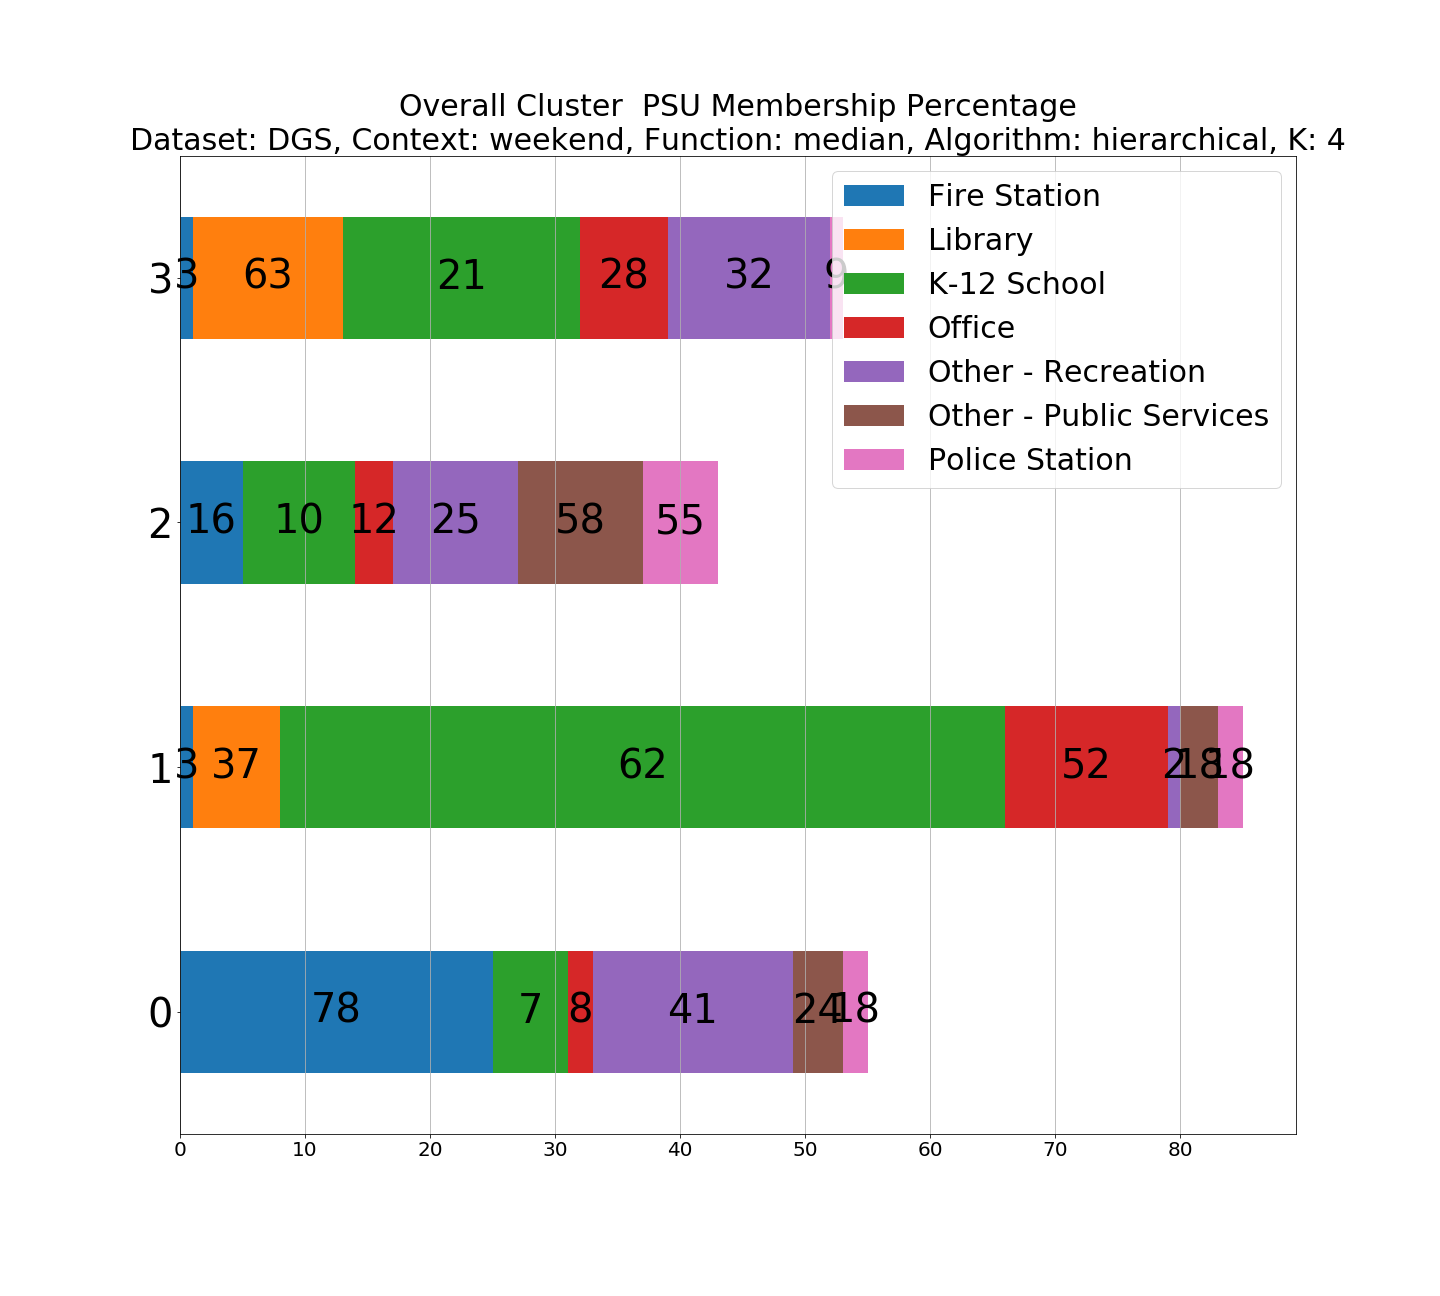 Overall Cluster  PSU Membership Percentage
Dataset: DGS, Context: weekend, Function: median, Algorithm: hierarchical, K: 4
Fire Station
Library
K-12 School
Office
Other - Recreation
Other - Public Services
Police Station
3 3 63 21 28 32 9
2 16 10 12 25 58 55
1 3 37 62 52 2 18 18
0 78 7 8 41 24 18
0 10 20 30 40 50 60 70 80